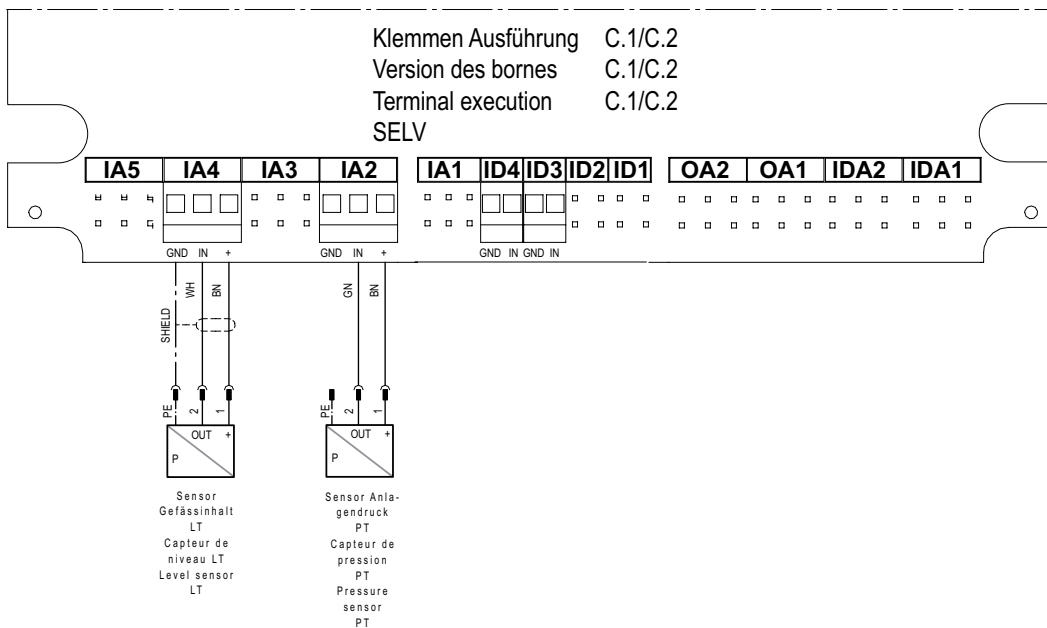 Klemmen Ausführung C.1/C.2
Version des bornes C.1/C.2
Terminal execution C.1/C.2
SELV
IA5 IA4 IA3 IA2 IA1 ID4 ID3 ID2 ID1 OA2 OA1 IDA2 IDA1
GND IN + GND IN + GND IN GND IN
WH BN GN BN
SHIELD
PE 2 1 PE 2 1
OUT + OUT +
P P
Sensor
Gefässinhalt
LT
Capteur de
niveau LT
Level sensor
LT
Sensor Anla-
gendruck
PT
Capteur de
pression
PT
Pressure
sensor
PT